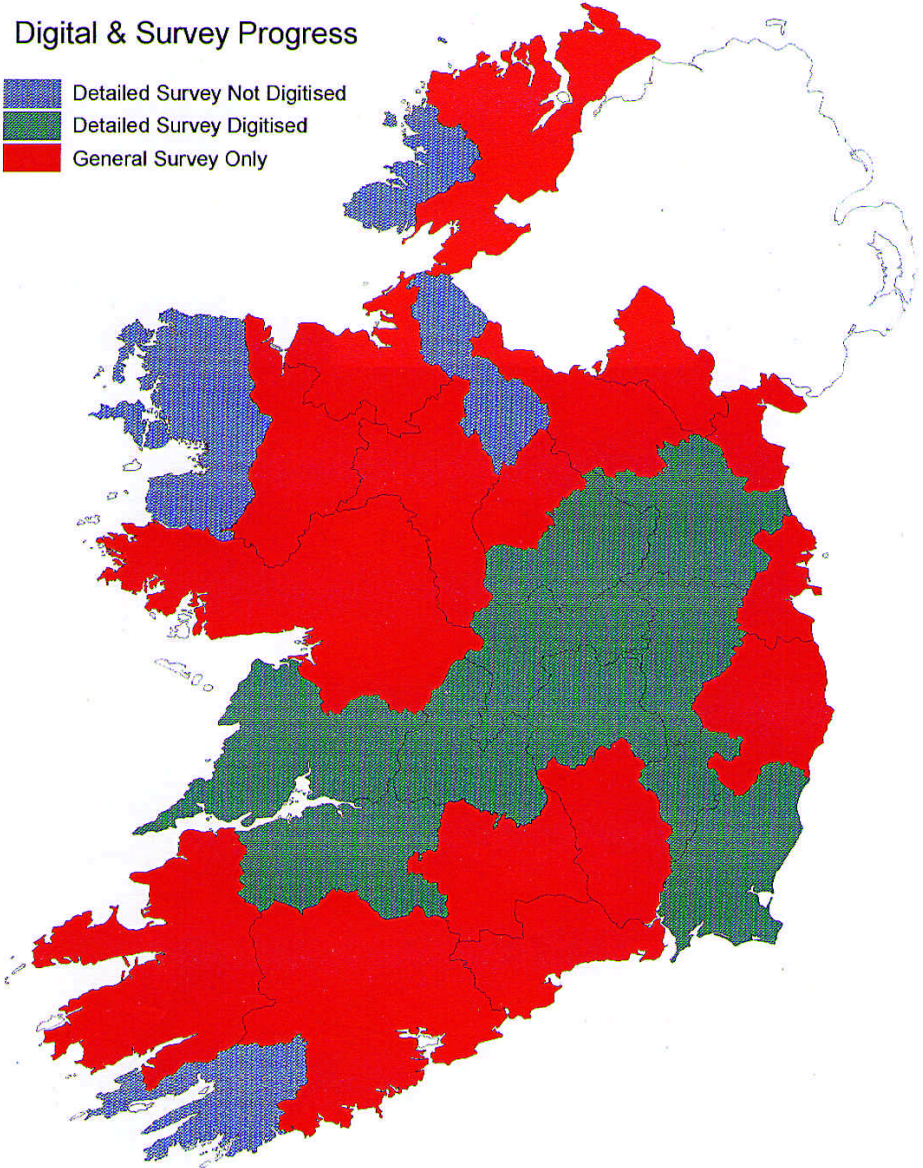 Digital & Survey Progress
Detailed Survey Not Digitised
Detailed Survey Digitised
General Survey Only